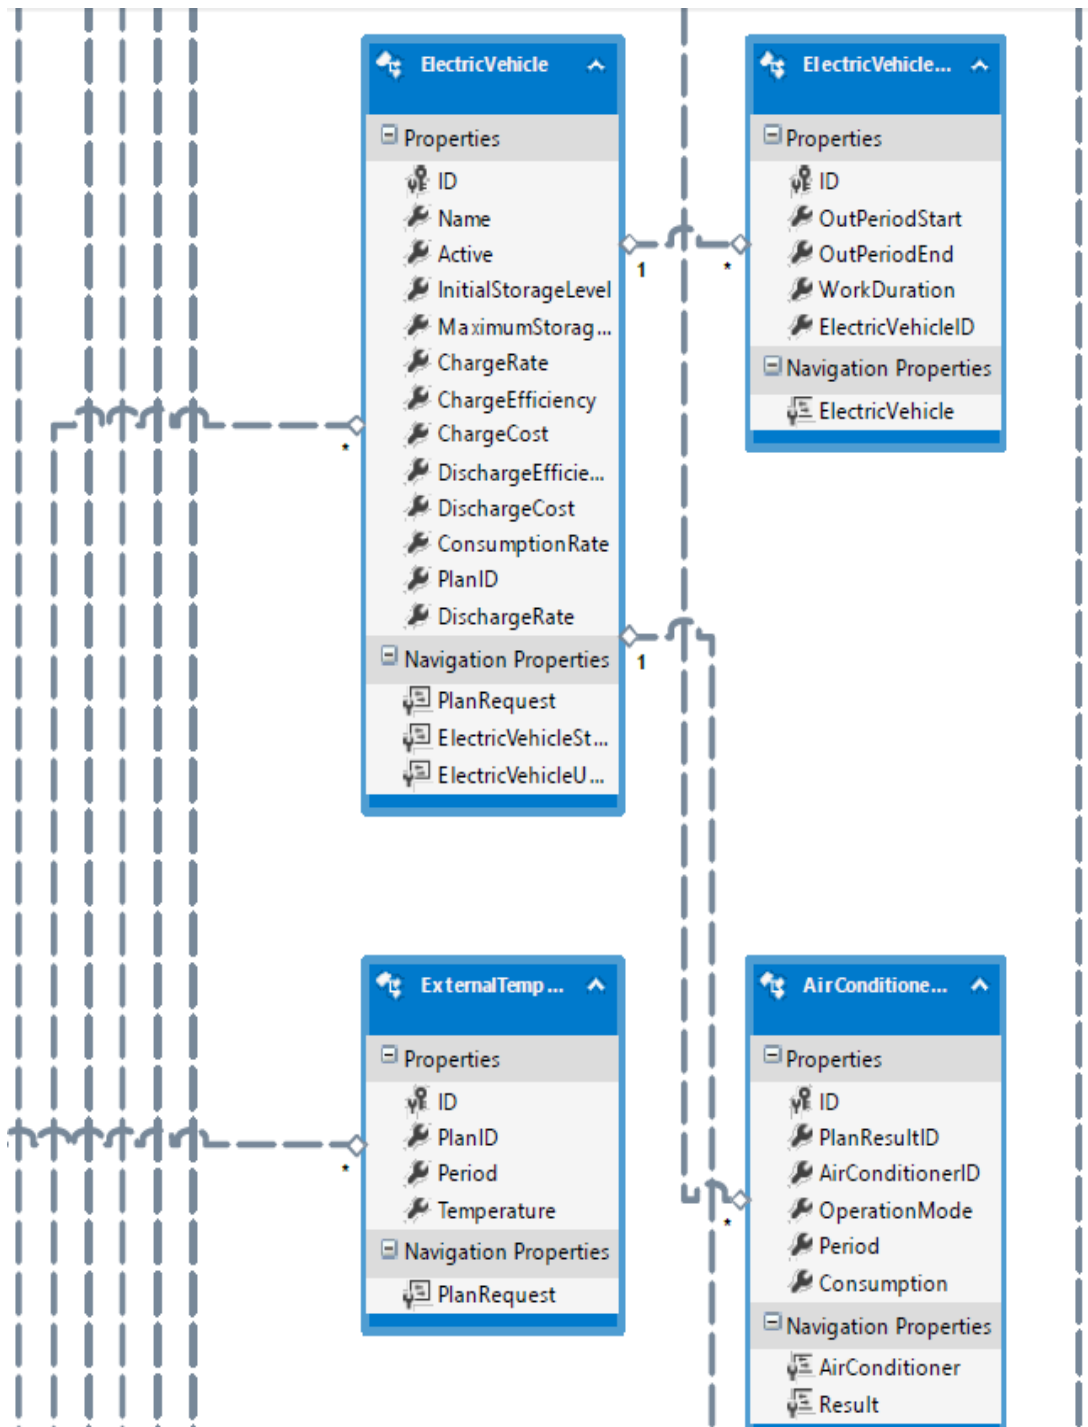 ElectricVehicle
Properties
ID
Name
Active
InitialStorageLevel
MaximumStorag...
ChargeRate
ChargeEfficiency
ChargeCost
DischargeEfficie...
DischargeCost
ConsumptionRate
PlanID
DischargeRate
Navigation Properties
PlanRequest
ElectricVehicleSt...
ElectricVehicleU...
ElectricVehicle...
Properties
ID
OutPeriodStart
OutPeriodEnd
WorkDuration
ElectricVehicleID
Navigation Properties
ElectricVehicle
1
*
*
1
ExternalTemp...
Properties
ID
PlanID
Period
Temperature
Navigation Properties
PlanRequest
*
AirConditione...
Properties
ID
PlanResultID
AirConditionerID
OperationMode
Period
Consumption
Navigation Properties
AirConditioner
Result
*